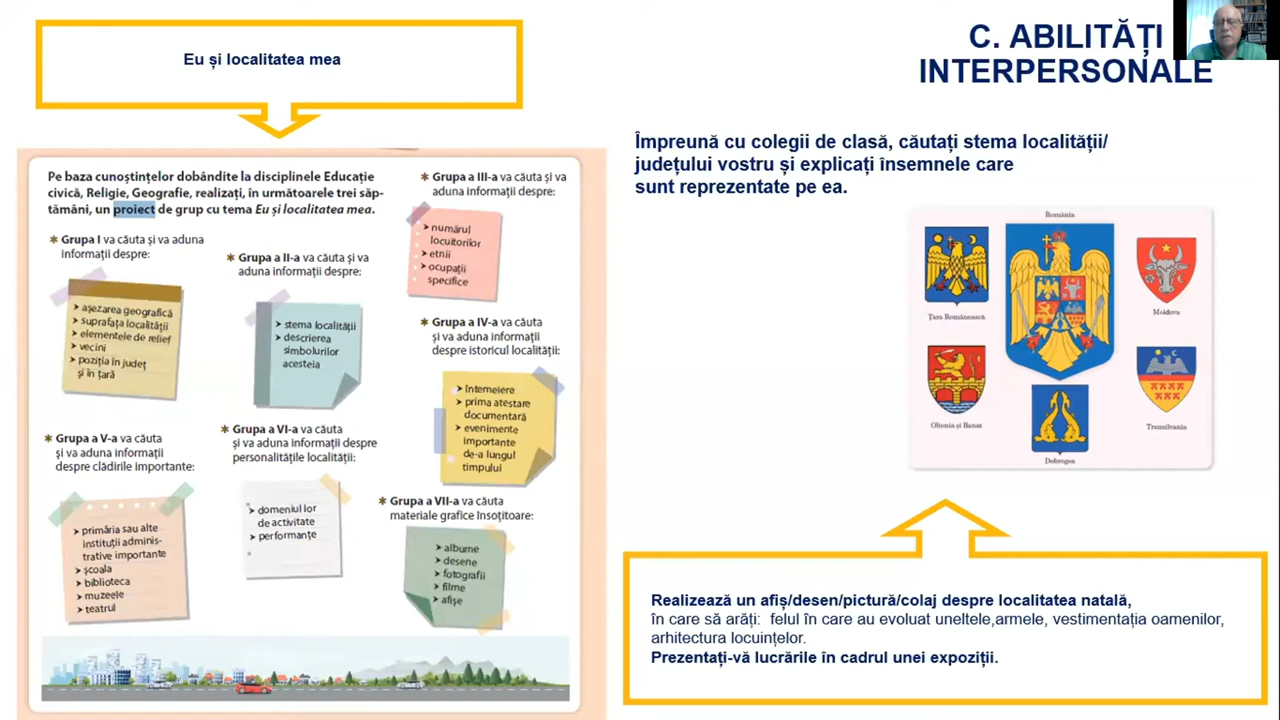 Eu și localitatea mea
C. ABILITĂȚI
INTERPERSONALE
Pe baza cunoștințelor dobândite la disciplinele Educație
civică, Religie, Geografie, realizați, în următoarele trei săp-
tămâni, un proiect de grup cu tema Eu și localitatea mea.
Grupa I va căuta și va aduna
informații despre:
➤ așezarea geografică
➤ suprafața localității
➤ elementele de relief
➤ vecini
➤ poziția în județ
și în țară
Grupa a II-a va căuta și va
aduna informații despre:
➤ stema localității
➤ descrierea
simbolurilor
acesteia
Grupa a III-a va căuta și va
aduna informații despre:
➤ numărul
locuitorilor
➤ etnii
➤ ocupații
specifice
Grupa a IV-a va căuta
și va aduna informații
despre istoricul localității:
➤ întemeiere
➤ prima atestare
documentară
➤ evenimente
importante
de-a lungul
timpului
Grupa a V-a va căuta
și va aduna informații
despre clădirile importante:
➤ primăria sau alte
instituții adminis-
trative importante
➤ școala
➤ biblioteca
➤ muzeele
➤ teatrul
Grupa a VI-a va căuta
și va aduna informații despre
personalitățile localității:
➤ domeniul lor
de activitate
➤ performanțe
Grupa a VII-a va căuta
materiale grafice însoțitoare:
➤ albume
➤ desene
➤ fotografii
➤ filme
➤ afișe
Împreună cu colegii de clasă, căutați stema localității/
județului vostru și explicați însemnele care
sunt reprezentate pe ea.
România
Țara Românească
Moldova
Oltenia și Banat
Transilvania
Dobrogea
Realizează un afiș/desen/pictură/colaj despre localitatea natală,
în care să arăți: felul în care au evoluat uneltele,armele, vestimentația oamenilor,
arhitectura locuințelor.
Prezentați-vă lucrările în cadrul unei expoziții.